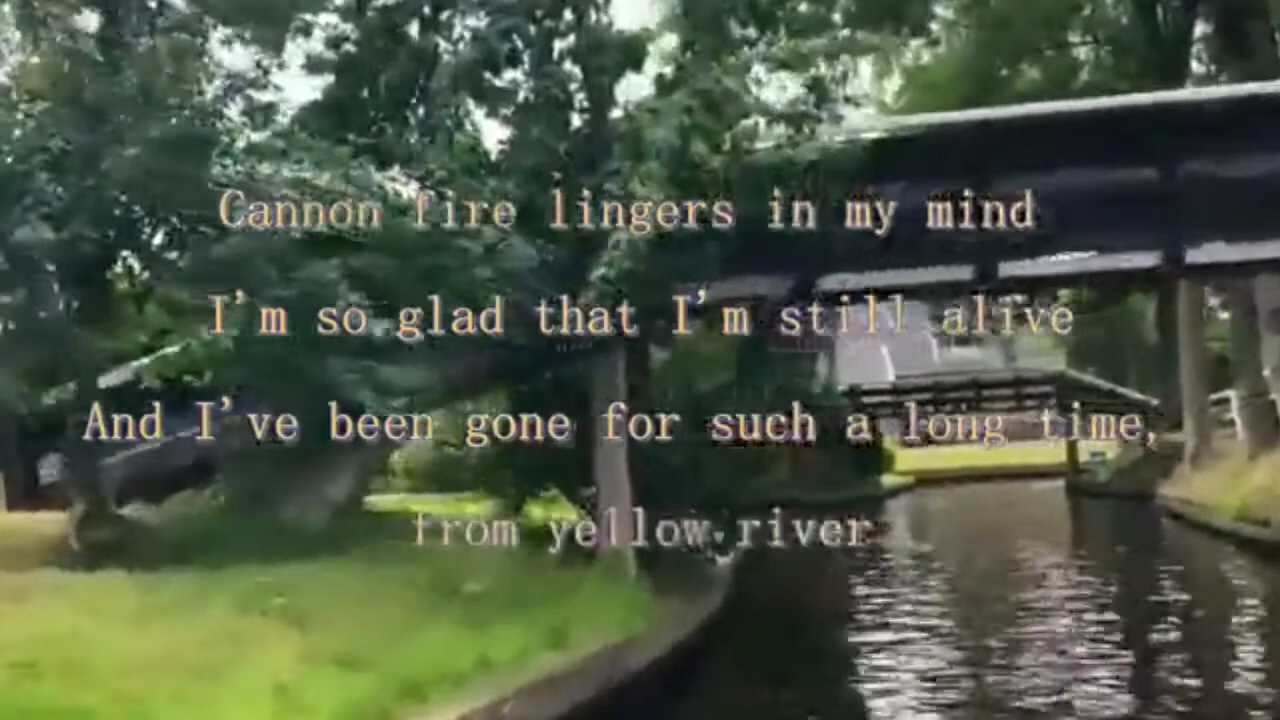 Cannon fire lingers in my mind
I'm so glad that I'm still alive
And I've been gone for such a long time,
from yellow river